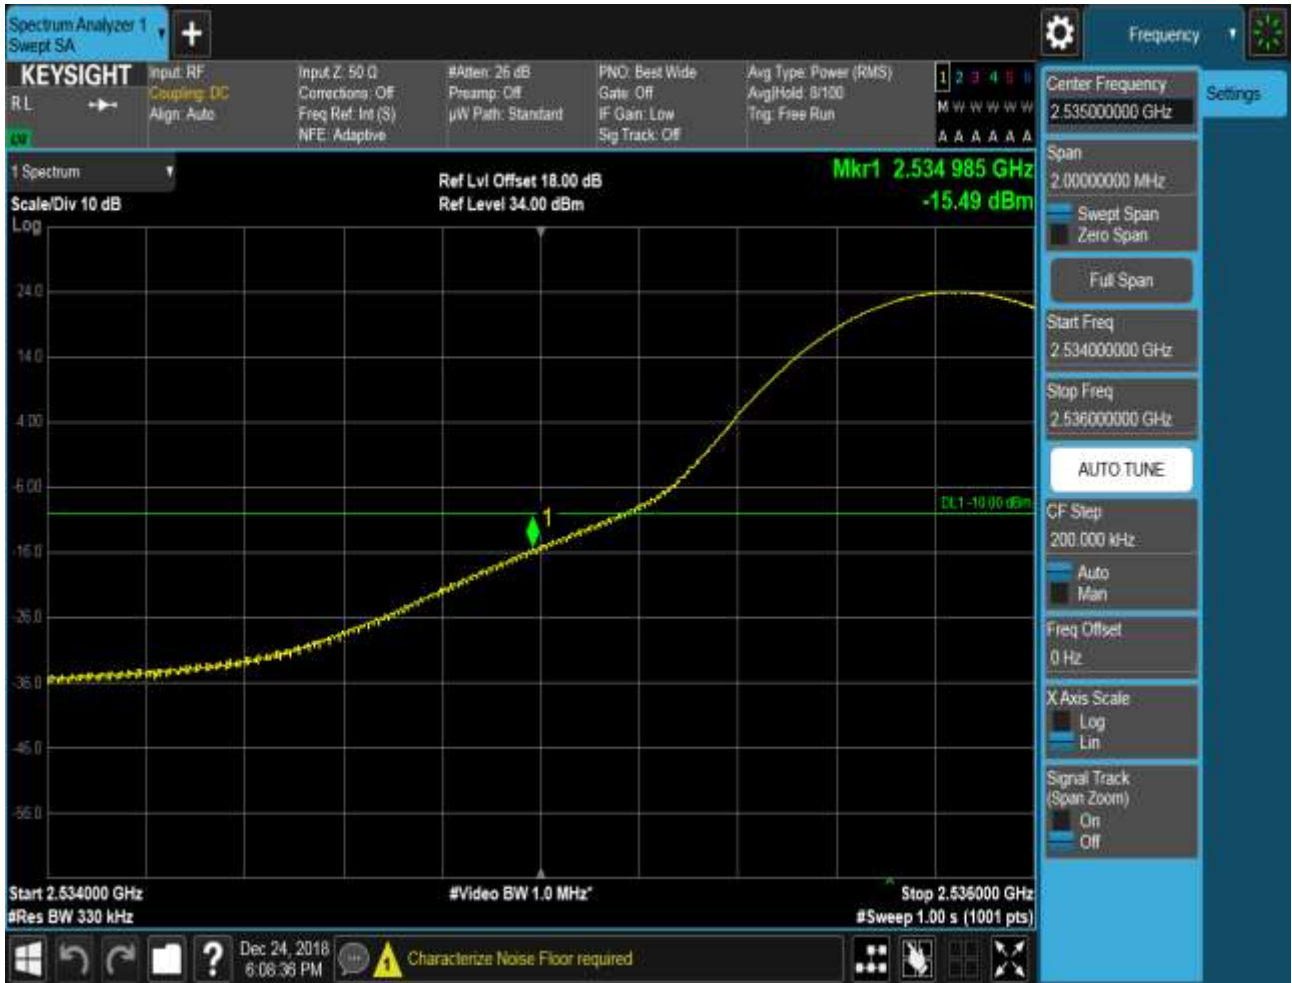 Spectrum Analyzer 1
Swept SA
+
Frequency
KEYSIGHT
R L
Input: RF
Coupling: DC
Align: Auto
Input Z: 50 Ω
Corrections: Off
Freq Ref: Int (S)
NFE: Adaptive
#Atten: 26 dB
Preamp: Off
µW Path: Standard
PNO: Best Wide
Gate: Off
IF Gain: Low
Sig Track: Off
Avg Type: Power (RMS)
Avg|Hold: 8/100
Trig: Free Run
1 2 3 4 5 6
M W W W W W
A A A A A A
1 Spectrum
Scale/Div 10 dB
Log
Ref Lvl Offset 18.00 dB
Ref Level 34.00 dBm
Mkr1 2.534 985 GHz
-15.49 dBm
24.0
14.0
4.00
-6.00
-16.0
-26.0
-36.0
-46.0
-56.0
1
DL1 -10.00 dBm
Start 2.534000 GHz
#Res BW 330 kHz
#Video BW 1.0 MHz*
Stop 2.536000 GHz
#Sweep 1.00 s (1001 pts)
Center Frequency
2.535000000 GHz
Settings
Span
2.00000000 MHz
Swept Span
Zero Span
Full Span
Start Freq
2.534000000 GHz
Stop Freq
2.536000000 GHz
AUTO TUNE
CF Step
200.000 kHz
Auto
Man
Freq Offset
0 Hz
X Axis Scale
Log
Lin
Signal Track
(Span Zoom)
On
Off
?
Dec 24, 2018
6:08:36 PM
1
Characterize Noise Floor required